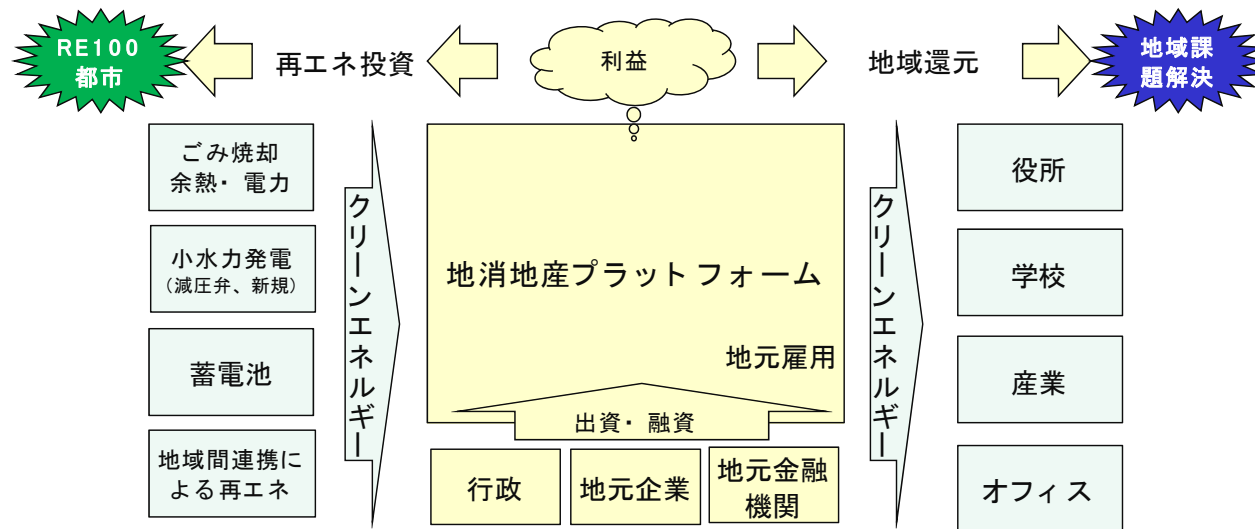 RE100
都市
再エネ投資
利益
地域還元
地域課
題解決
ごみ焼却
余熱・電力
小水力発電
（減圧弁、新規）
蓄電池
地域間連携に
よる再エネ
クリーンエネルギー
地消地産プラットフォーム
地元雇用
出資・融資
行政
地元企業
地元金融
機関
クリーンエネルギー
役所
学校
産業
オフィス